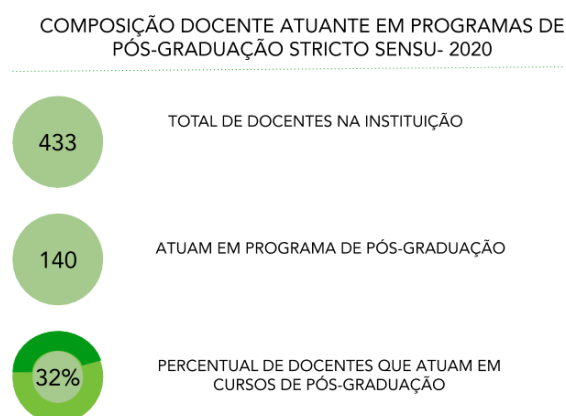 COMPOSIÇÃO DOCENTE ATUANTE EM PROGRAMAS DE
PÓS-GRADUAÇÃO STRICTO SENSU- 2020
433
TOTAL DE DOCENTES NA INSTITUIÇÃO
140
ATUAM EM PROGRAMA DE PÓS-GRADUAÇÃO
32%
PERCENTUAL DE DOCENTES QUE ATUAM EM
CURSOS DE PÓS-GRADUAÇÃO